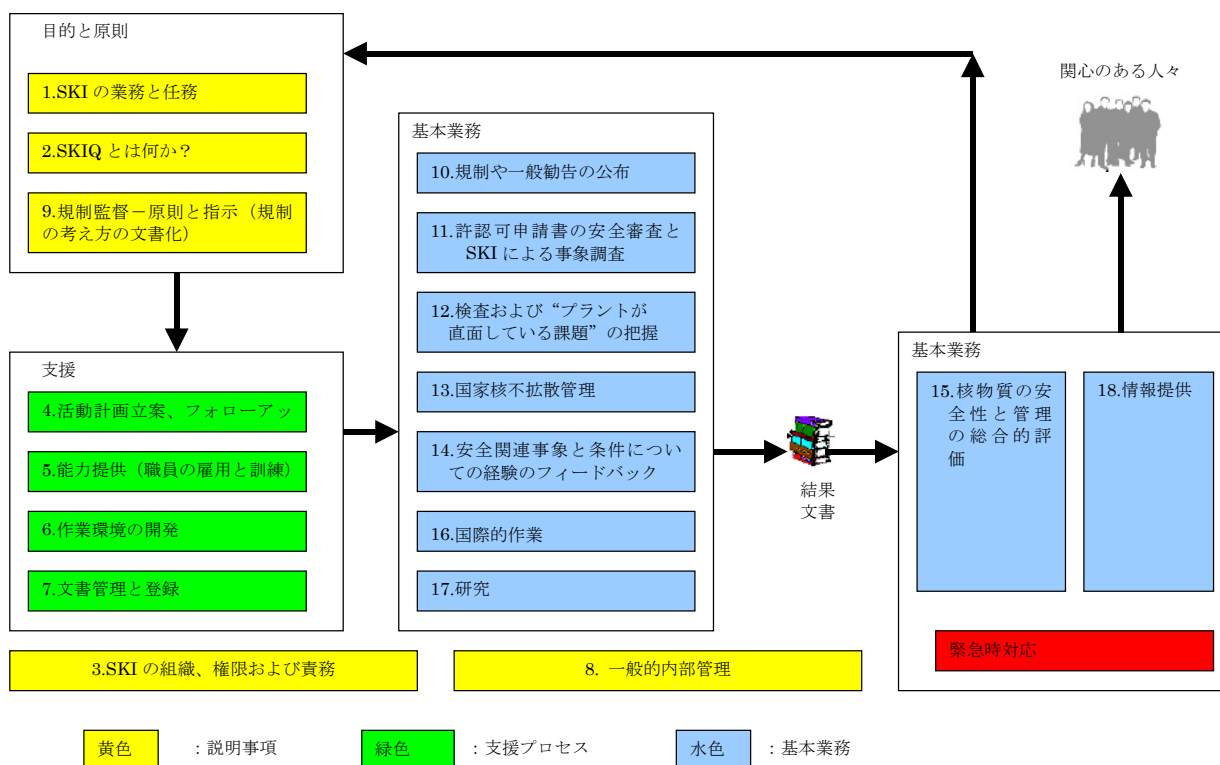 目的と原則
1.SKI の業務と任務
2.SKIQ とは何か？
9.規制監督－原則と指示（規制
の考え方の文書化）
支援
4.活動計画立案、フォローアッ
5.能力提供（職員の雇用と訓練）
6.作業環境の開発
7.文書管理と登録
基本業務
10.規制や一般勧告の公布
11.許認可申請書の安全審査と
SKI による事象調査
12.検査および“プラントが
直面している課題”の把握
13.国家核不拡散管理
14.安全関連事象と条件につい
ての経験のフィードバック
16.国際的作業
17.研究
結果
文書
関心のある人々
基本業務
15.核物質の安
全性と管理
の総合的評
価
18.情報提供
緊急時対応
3.SKI の組織、権限および責務
8. 一般的内部管理
黄色
：説明事項
緑色
：支援プロセス
水色
：基本業務